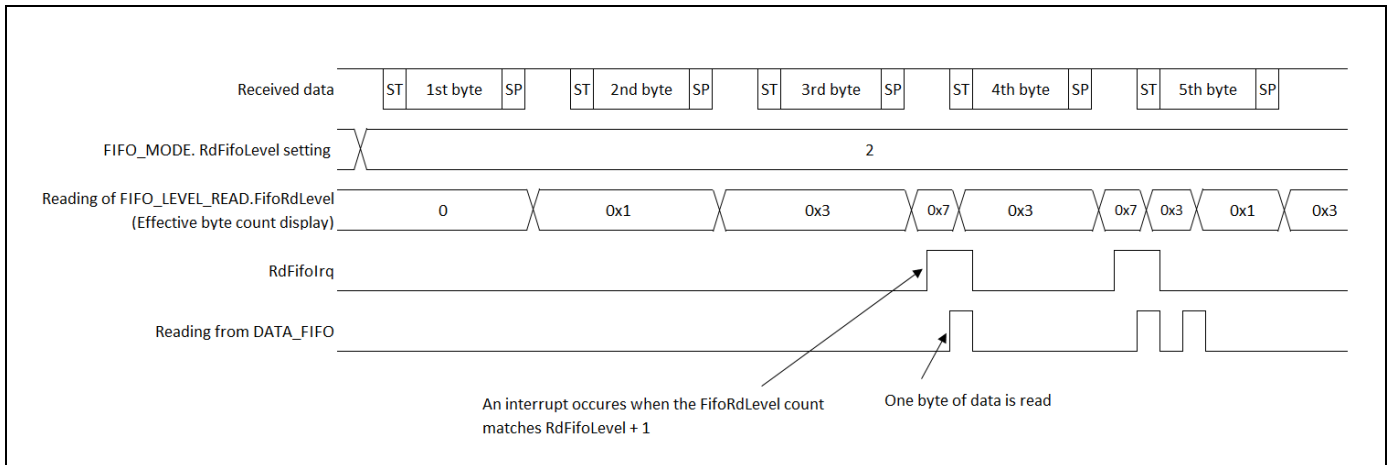 Received data
ST 1st byte SP ST 2nd byte SP ST 3rd byte SP ST 4th byte SP ST 5th byte SP
FIFO_MODE. RdFifoLevel setting
2
Reading of FIFO_LEVEL_READ.FifoRdLevel
(Effective byte count display)
0 0x1 0x3 0x7 0x3 0x7 0x3 0x1 0x3
RdFifoIrq
Reading from DATA_FIFO
An interrupt occures when the FifoRdLevel count
matches RdFifoLevel + 1
One byte of data is read